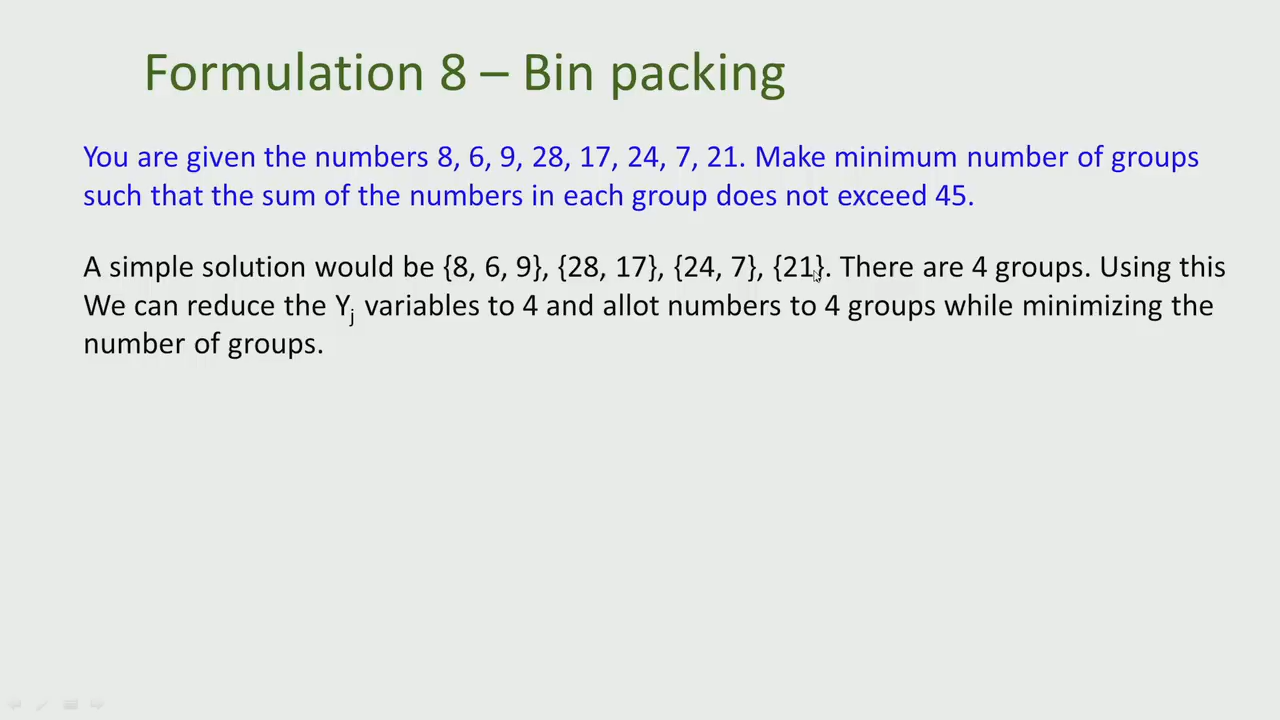 Formulation 8 – Bin packing
You are given the numbers 8, 6, 9, 28, 17, 24, 7, 21. Make minimum number of groups
such that the sum of the numbers in each group does not exceed 45.
A simple solution would be {8, 6, 9}, {28, 17}, {24, 7}, {21}. There are 4 groups. Using this
We can reduce the Yj variables to 4 and allot numbers to 4 groups while minimizing the
number of groups.